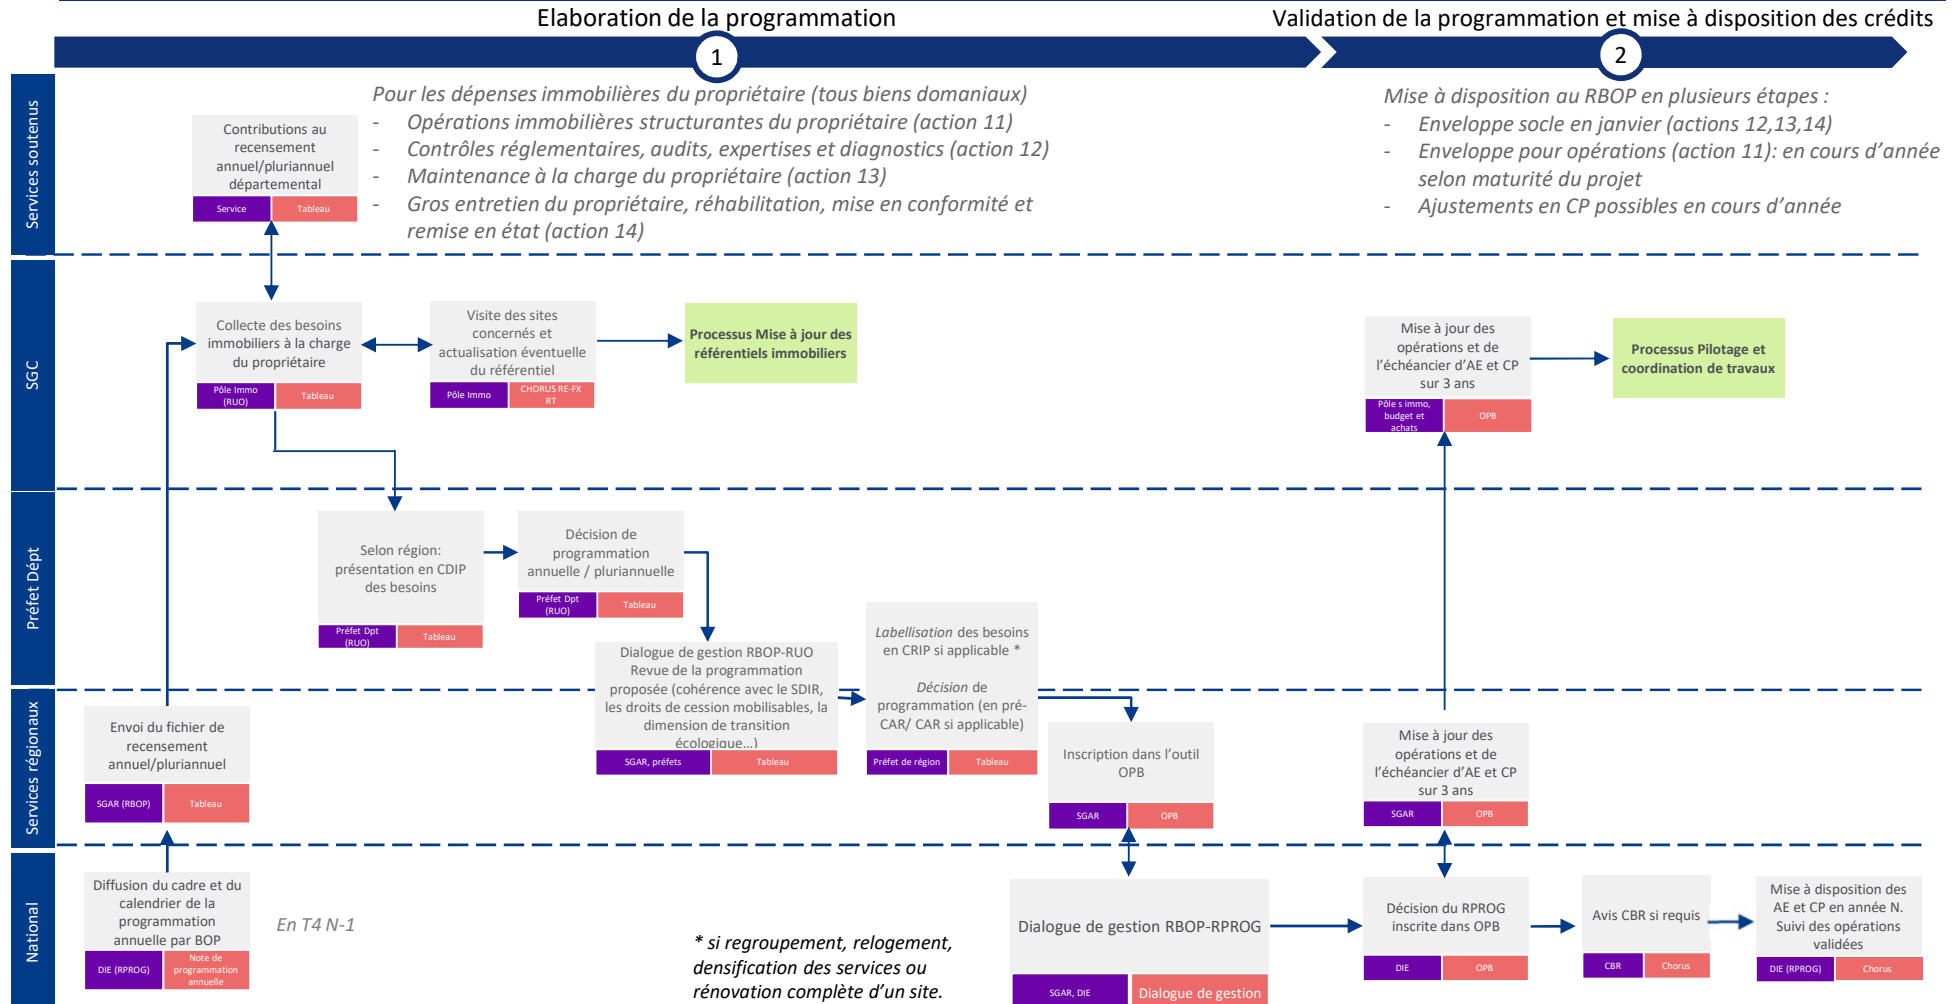 Elaboration de la programmation
Validation de la programmation et mise à disposition des crédits
1
2
Services soutenus
Contributions au
recensement
annuel/pluriannuel
départemental
Service
Tableau
Pour les dépenses immobilières du propriétaire (tous biens domaniaux)
- Opérations immobilières structurantes du propriétaire (action 11)
- Contrôles réglementaires, audits, expertises et diagnostics (action 12)
- Maintenance à la charge du propriétaire (action 13)
- Gros entretien du propriétaire, réhabilitation, mise en conformité et
remise en état (action 14)
Mise à disposition au RBOP en plusieurs étapes :
- Enveloppe socle en janvier (actions 12,13,14)
- Enveloppe pour opérations (action 11): en cours d’année
selon maturité du projet
- Ajustements en CP possibles en cours d’année
SGC
Collecte des besoins
immobiliers à la charge
du propriétaire
Pôle Immo
(RUO)
Tableau
Visite des sites
concernés et
actualisation éventuelle
du référentiel
Pôle Immo
CHORUS RE-FX
RT
Processus Mise à jour des
référentiels immobiliers
Mise à jour des
opérations et de
l’échéancier d’AE et CP
sur 3 ans
Pôle s immo,
budget et
achats
OPB
Processus Pilotage et
coordination de travaux
Préfet Dépt
Selon région:
présentation en CDIP
des besoins
Préfet Dpt
(RUO)
Tableau
Décision de
programmation
annuelle / pluriannuelle
Préfet Dpt
(RUO)
Tableau
Dialogue de gestion RBOP-RUO
Revue de la programmation
proposée (cohérence avec le SDIR,
les droits de cession mobilisables, la
dimension de transition
écologique…)
SGAR, préfets
Tableau
Labellisation des besoins
en CRIP si applicable *
Décision de
programmation (en pré-
CAR/ CAR si applicable)
Préfet de région
Tableau
Services régionaux
Envoi du fichier de
recensement
annuel/pluriannuel
SGAR (RBOP)
Tableau
Inscription dans l’outil
OPB
SGAR
OPB
Mise à jour des
opérations et de
l’échéancier d’AE et CP
sur 3 ans
SGAR
OPB
National
Diffusion du cadre et du
calendrier de la
programmation
annuelle par BOP
DIE (RPROG)
Note de
programmation
annuelle
En T4 N-1
* si regroupement, relogement,
densification des services ou
rénovation complète d’un site.
Dialogue de gestion RBOP-RPROG
SGAR, DIE
Dialogue de gestion
Décision du RPROG
inscrite dans OPB
DIE
OPB
Avis CBR si requis
CBR
Chorus
Mise à disposition des
AE et CP en année N.
Suivi des opérations
validées
DIE (RPROG)
Chorus